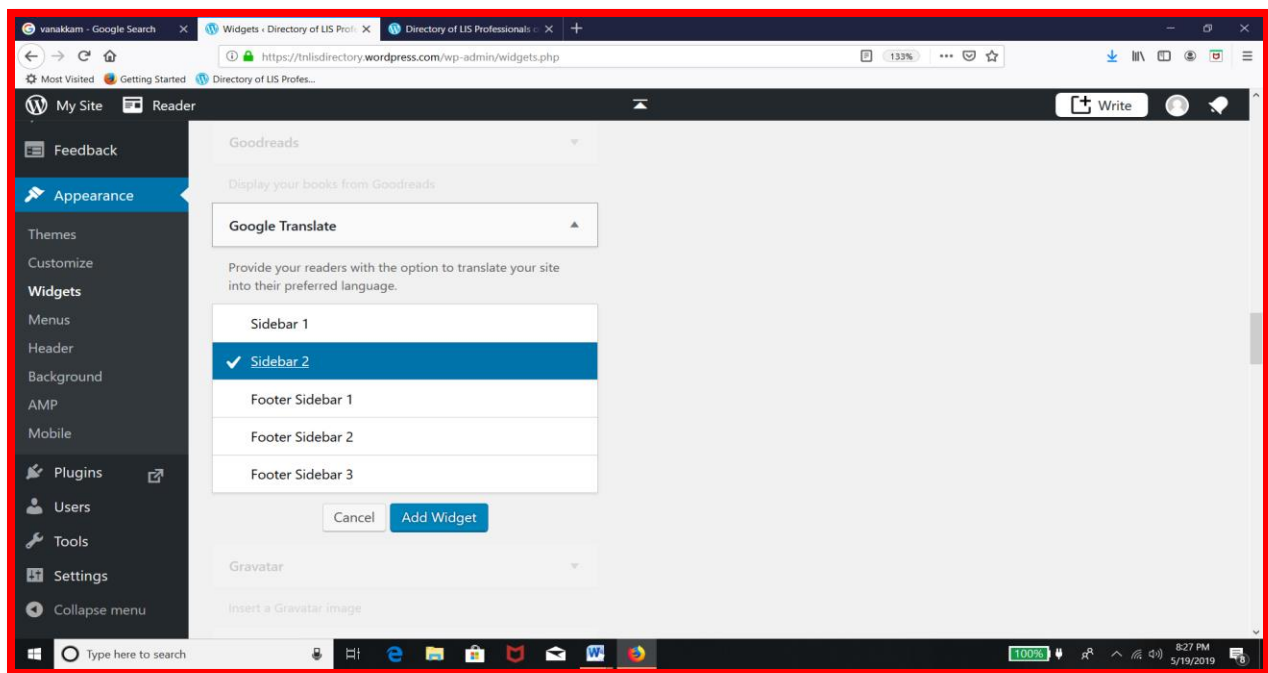 vanakkam - Google Search
Widgets ‹ Directory of LIS Profe
Directory of LIS Professionals o
https://tnlisdirectory.wordpress.com/wp-admin/widgets.php
133%
Most Visited
Getting Started
Directory of LIS Profes...
My Site
Reader
Write
Feedback
Appearance
Themes
Customize
Widgets
Menus
Header
Background
AMP
Mobile
Plugins
Users
Tools
Settings
Collapse menu
Goodreads
Display your books from Goodreads
Google Translate
Provide your readers with the option to translate your site
into their preferred language.
Sidebar 1
Sidebar 2
Footer Sidebar 1
Footer Sidebar 2
Footer Sidebar 3
Cancel
Add Widget
Gravatar
Insert a Gravatar image
Type here to search
100%
8:27 PM
5/19/2019
8